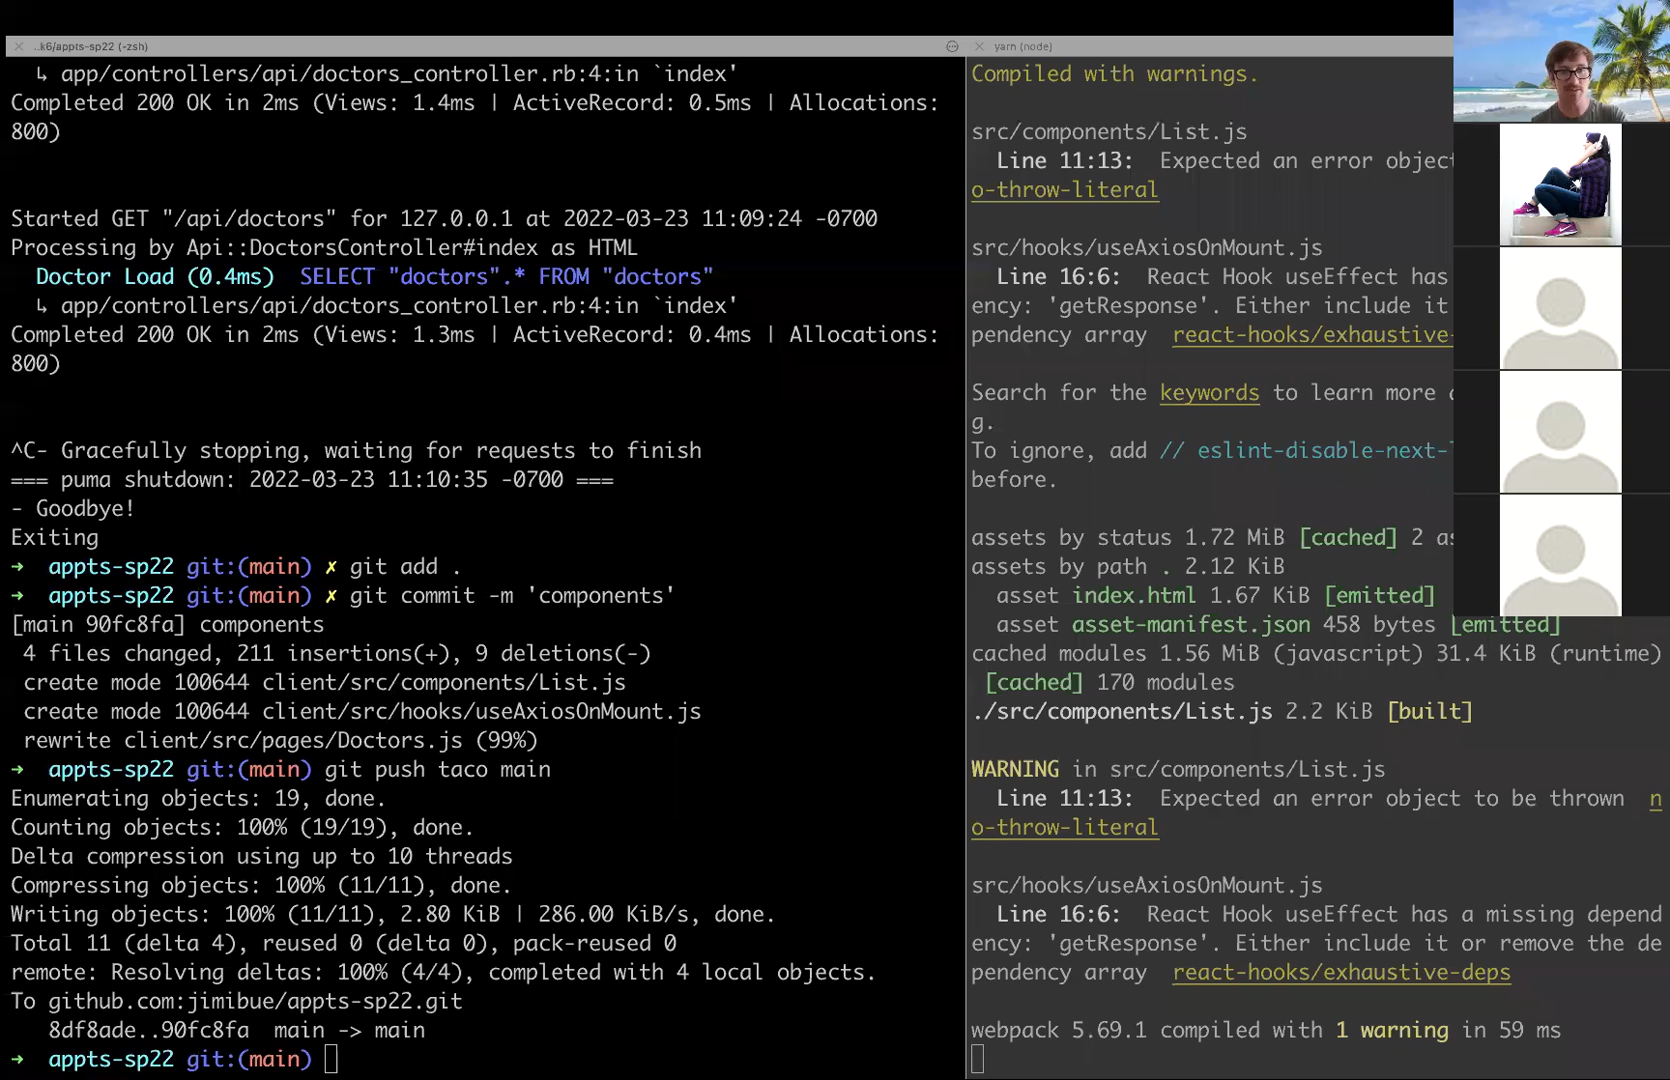 ..k6/appts-sp22 (-zsh)
↳ app/controllers/api/doctors_controller.rb:4:in `index'
Completed 200 OK in 2ms (Views: 1.4ms | ActiveRecord: 0.5ms | Allocations:
800)
Started GET "/api/doctors" for 127.0.0.1 at 2022-03-23 11:09:24 -0700
Processing by Api::DoctorsController#index as HTML
Doctor Load (0.4ms)  SELECT "doctors".* FROM "doctors"
↳ app/controllers/api/doctors_controller.rb:4:in `index'
Completed 200 OK in 2ms (Views: 1.3ms | ActiveRecord: 0.4ms | Allocations:
800)
^C- Gracefully stopping, waiting for requests to finish
=== puma shutdown: 2022-03-23 11:10:35 -0700 ===
- Goodbye!
Exiting
→  appts-sp22 git:(main) ✗ git add .
→  appts-sp22 git:(main) ✗ git commit -m 'components'
[main 90fc8fa] components
4 files changed, 211 insertions(+), 9 deletions(-)
create mode 100644 client/src/components/List.js
create mode 100644 client/src/hooks/useAxiosOnMount.js
rewrite client/src/pages/Doctors.js (99%)
→  appts-sp22 git:(main) git push taco main
Enumerating objects: 19, done.
Counting objects: 100% (19/19), done.
Delta compression using up to 10 threads
Compressing objects: 100% (11/11), done.
Writing objects: 100% (11/11), 2.80 KiB | 286.00 KiB/s, done.
Total 11 (delta 4), reused 0 (delta 0), pack-reused 0
remote: Resolving deltas: 100% (4/4), completed with 4 local objects.
To github.com:jimibue/appts-sp22.git
8df8ade..90fc8fa  main -> main
→  appts-sp22 git:(main)
yarn (node)
Compiled with warnings.
src/components/List.js
Line 11:13:  Expected an error object
o-throw-literal
src/hooks/useAxiosOnMount.js
Line 16:6:  React Hook useEffect has
ency: 'getResponse'. Either include it
pendency array  react-hooks/exhaustive-
Search for the keywords to learn more
g.
To ignore, add // eslint-disable-next-
before.
assets by status 1.72 MiB [cached] 2
assets by path . 2.12 KiB
asset index.html 1.67 KiB [emitted]
asset asset-manifest.json 458 bytes [emitted]
cached modules 1.56 MiB (javascript) 31.4 KiB (runtime)
[cached] 170 modules
./src/components/List.js 2.2 KiB [built]
WARNING in src/components/List.js
Line 11:13:  Expected an error object to be thrown  n
o-throw-literal
src/hooks/useAxiosOnMount.js
Line 16:6:  React Hook useEffect has a missing depend
ency: 'getResponse'. Either include it or remove the de
pendency array  react-hooks/exhaustive-deps
webpack 5.69.1 compiled with 1 warning in 59 ms